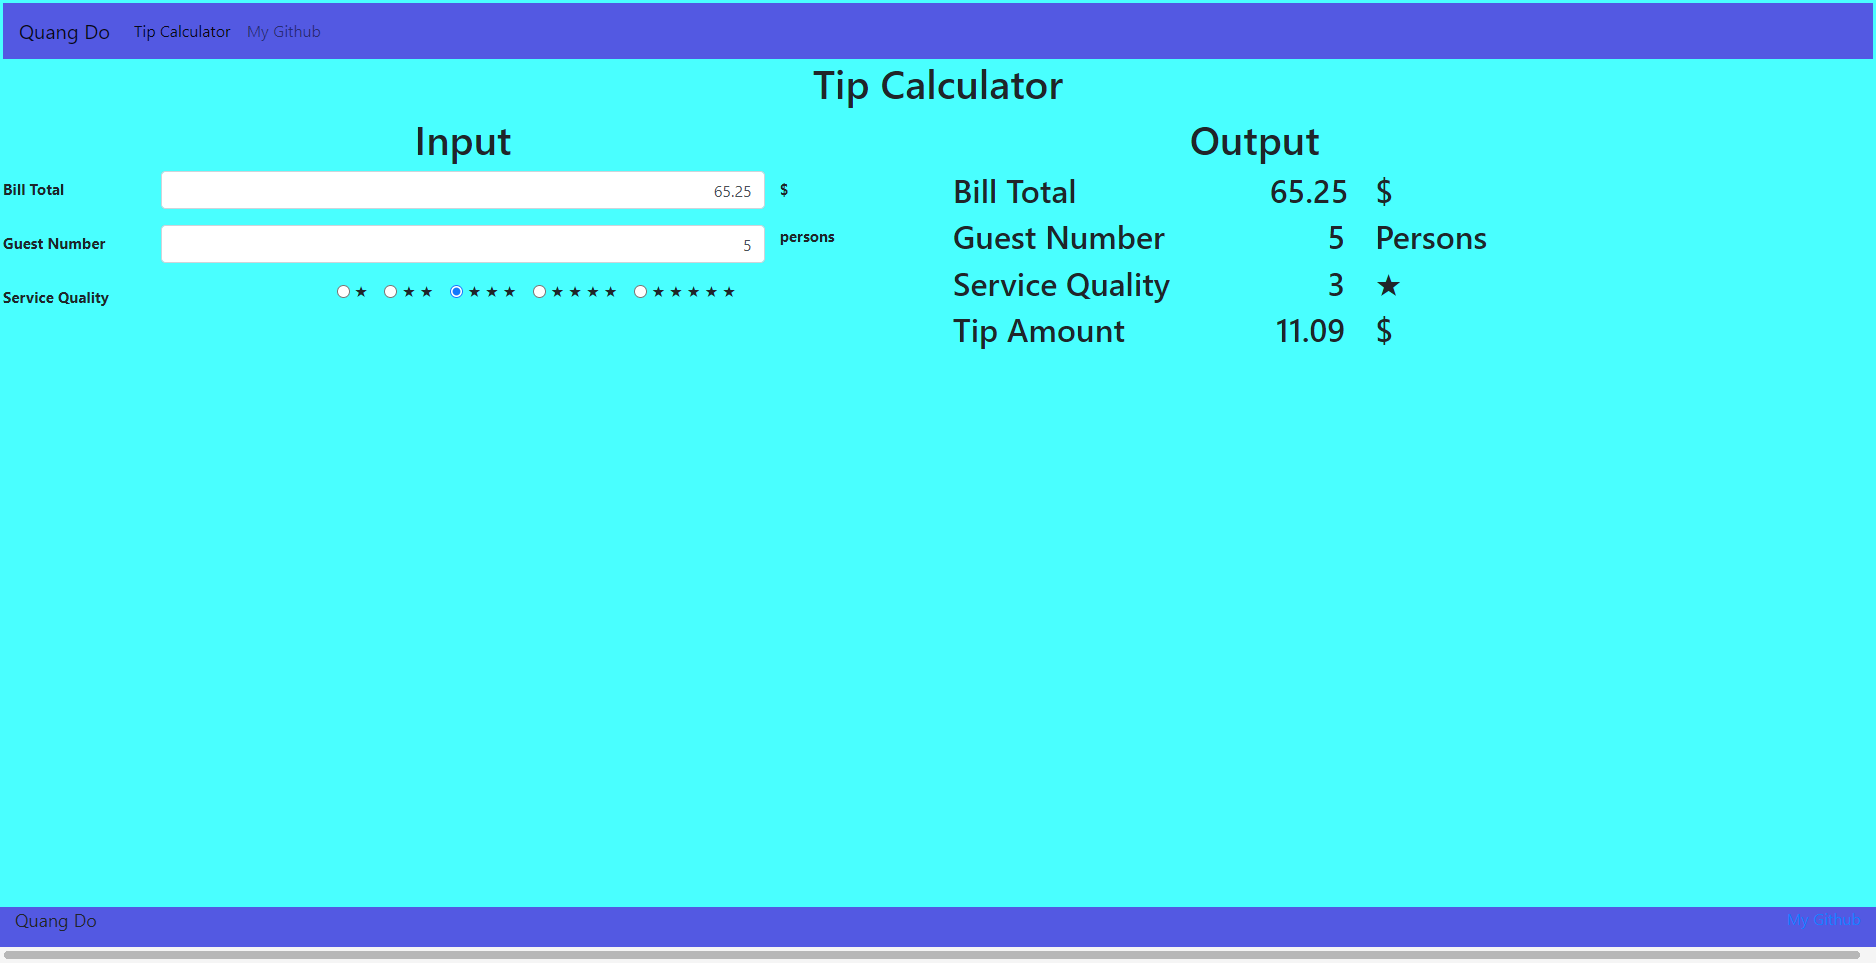 Quang Do Tip Calculator My Github
Tip Calculator
Input
Bill Total 65.25 $
Guest Number 5 persons
Service Quality ★ ★ ★ ★ ★ ★ ★ ★ ★ ★ ★ ★ ★ ★ ★
Output
Bill Total 65.25 $
Guest Number 5 Persons
Service Quality 3 ★
Tip Amount 11.09 $
Quang Do My Github